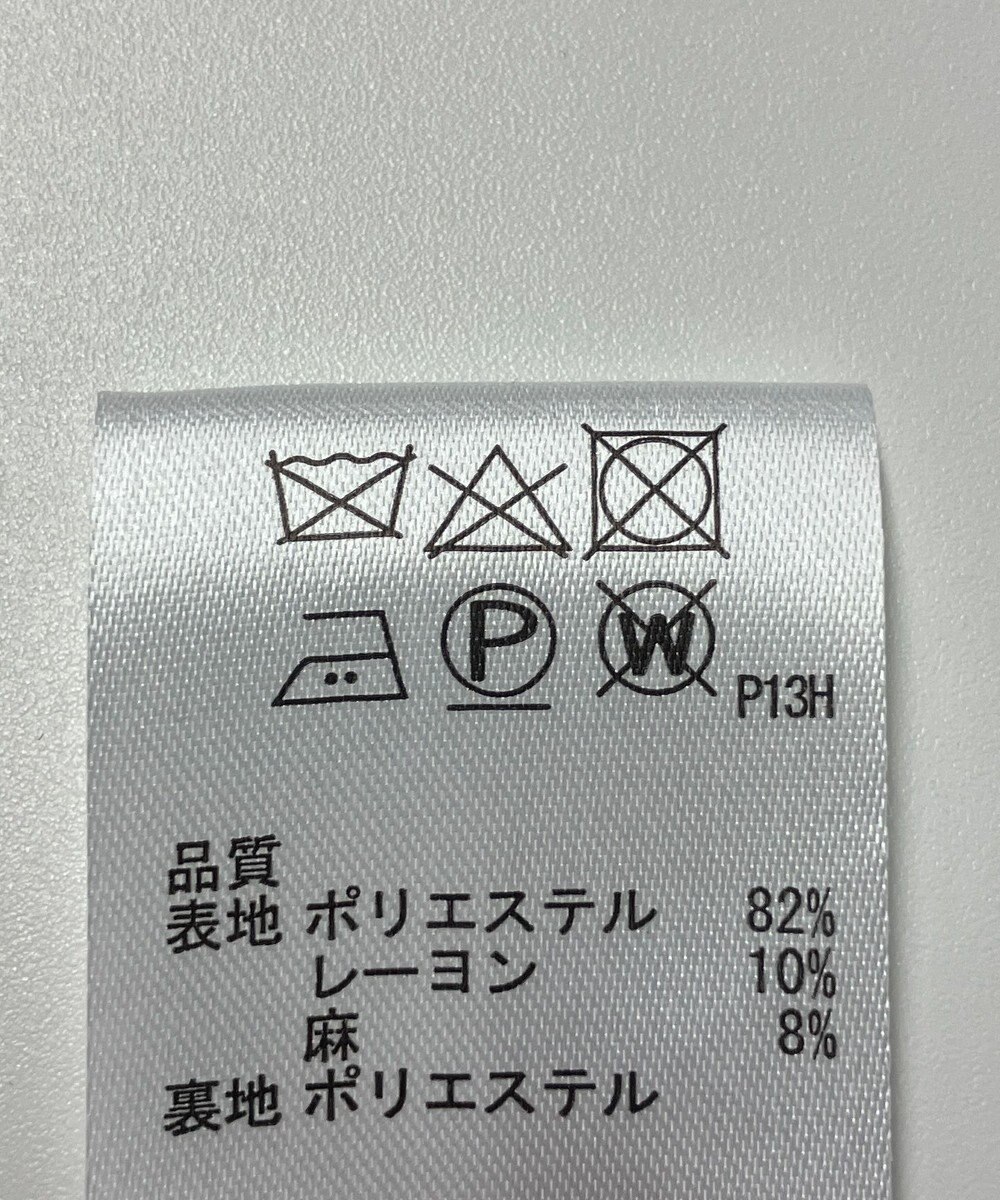 P W P13H
品質
表地 ポリエステル 82%
レーヨン 10%
麻 8%
裏地 ポリエステル